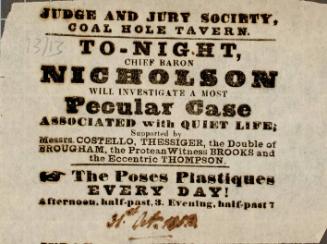 JUDGE AND JURY SOCIETY,
COAL HOLE TAVERN.
TO-NIGHT,
CHIEF BARON
NICHOLSON
WILL INVESTIGATE A MOST
Pecular Case
ASSOCIATED with QUIET LIFE;
Supported by
Messrs. COSTELLO, THESSIGER, the Double of
BROUGHAM, the Protean Witness BROOKS and
the Eccentric THOMPSON.
☛ The Poses Plastiques
EVERY DAY!
Afternoon, half-past, 3. Evening, half-past 7